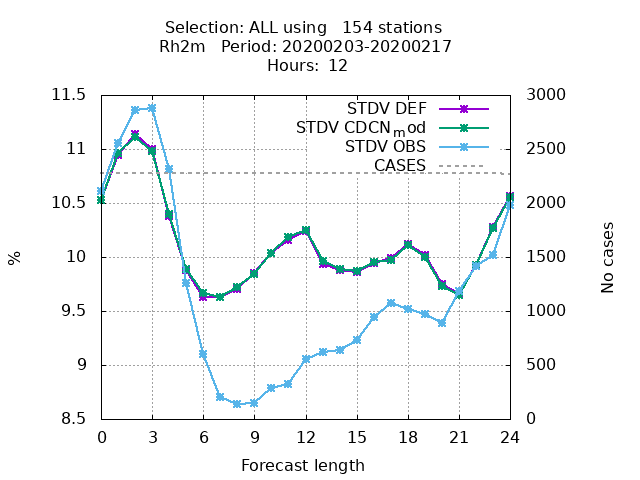 Selection: ALL using   154 stations
Rh2m   Period: 20200203-20200217
Hours: 12
11.5
11
10.5
10
9.5
9
8.5
%
3000
2500
2000
1500
1000
500
0
No cases
STDV DEF
STDV CDCNmod
STDV OBS
CASES
0 3 6 9 12 15 18 21 24
Forecast length